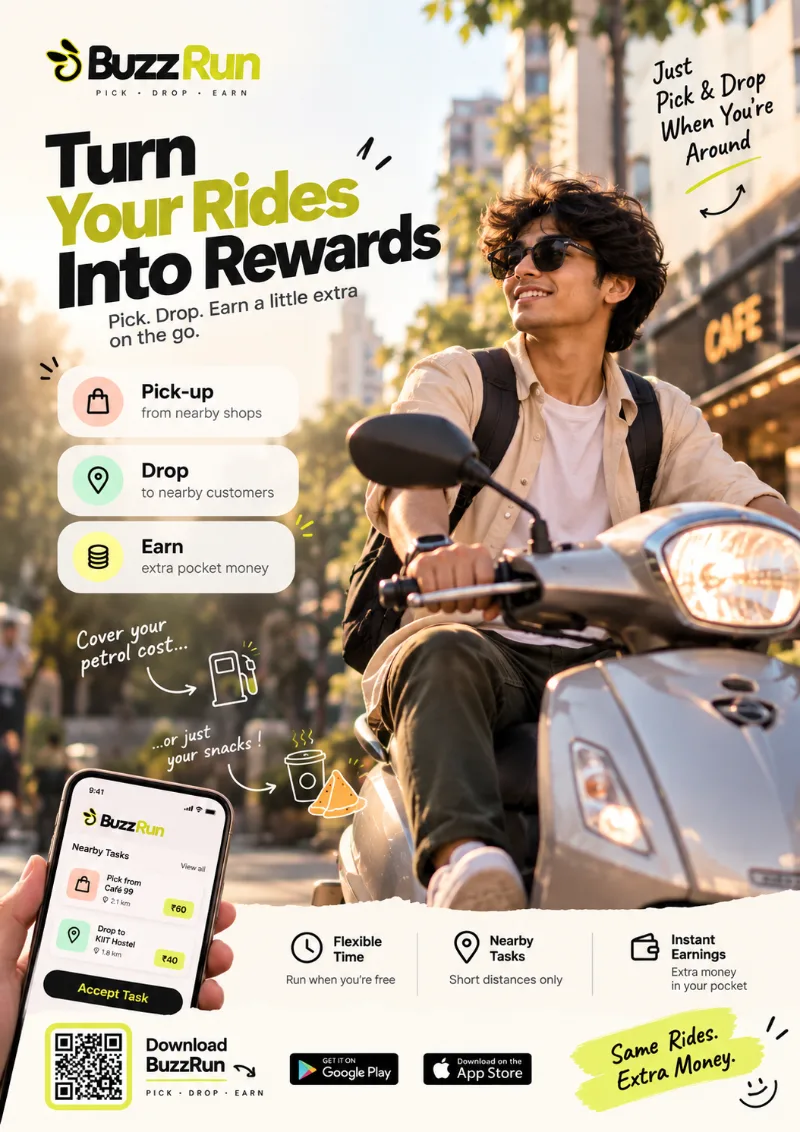 BuzzRun
PICK • DROP • EARN
Just
Pick & Drop
When You're
Around
Turn
Your Rides
Into Rewards
Pick. Drop. Earn a little extra
on the go.
CAFE
Pick-up
from nearby shops
Drop
to nearby customers
Earn
extra pocket money
Cover your
petrol cost...
...or just
your snacks !
9:41
BuzzRun
Nearby Tasks
View all
Pick from
Café 99
2.1 km
₹60
Drop to
KIIT Hostel
1.8 km
₹40
Accept Task
Flexible
Time
Run when you're free
Nearby
Tasks
Short distances only
Instant
Earnings
Extra money
in your pocket
Download
BuzzRun
PICK • DROP • EARN
GET IT ON
Google Play
Download on the
App Store
Same Rides.
Extra Money.